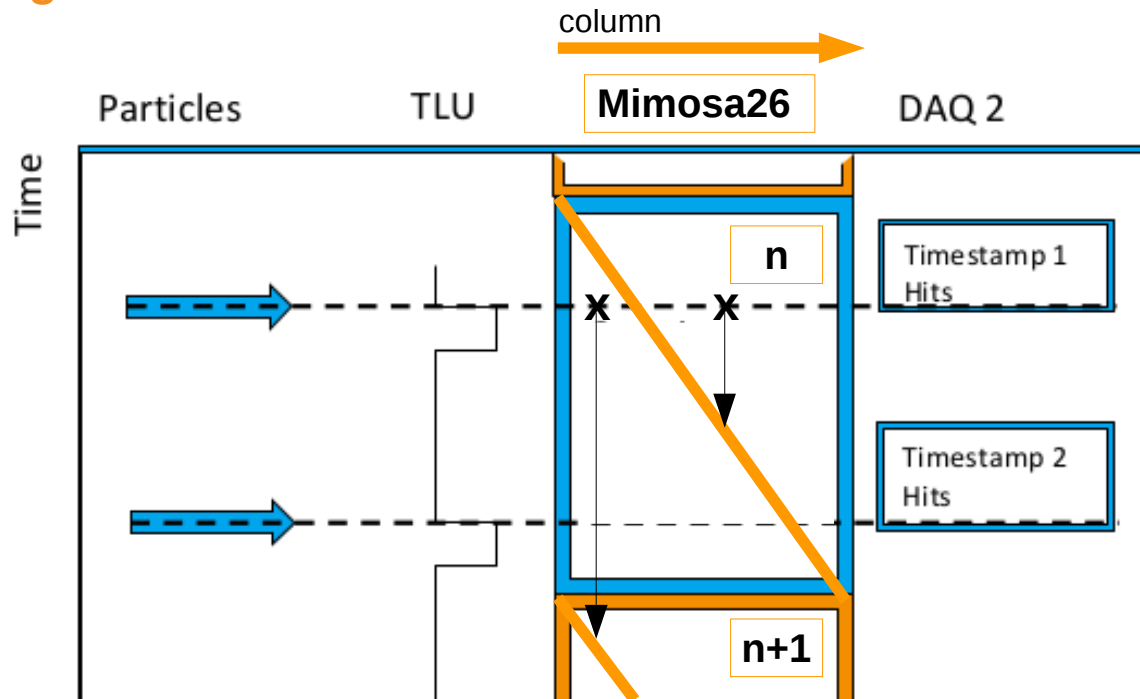 column
Particles
TLU
Mimosa26
DAQ 2
Time
n
Timestamp 1
Hits
x x
Timestamp 2
Hits
n+1